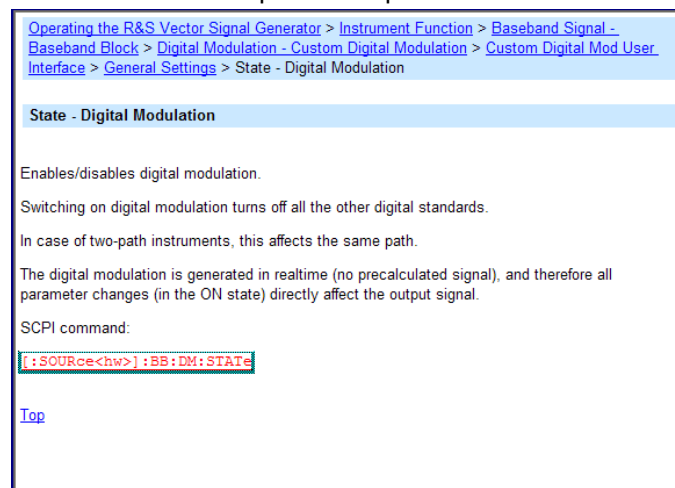 Operating the R&S Vector Signal Generator > Instrument Function > Baseband Signal -
Baseband Block > Digital Modulation - Custom Digital Modulation > Custom Digital Mod User
Interface > General Settings > State - Digital Modulation
State - Digital Modulation
Enables/disables digital modulation.
Switching on digital modulation turns off all the other digital standards.
In case of two-path instruments, this affects the same path.
The digital modulation is generated in realtime (no precalculated signal), and therefore all
parameter changes (in the ON state) directly affect the output signal.
SCPI command:
[:SOURce<hw>]:BB:DM:STATe
Top